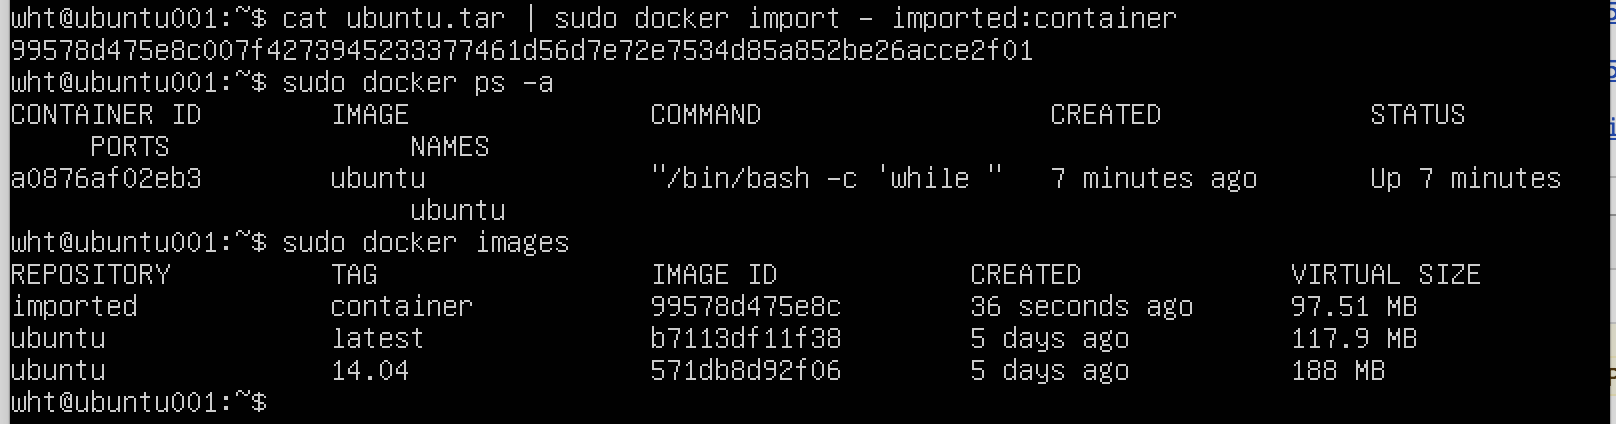 wht@ubuntu001:~$ cat ubuntu.tar | sudo docker import - imported:container
99578d475e8c007f4273945233377461d56d7e72e7534d85a852be26acce2f01
wht@ubuntu001:~$ sudo docker ps -a
CONTAINER ID        IMAGE               COMMAND                  CREATED             STATUS
     PORTS               NAMES
a0876af02eb3        ubuntu              "/bin/bash -c 'while "   7 minutes ago       Up 7 minutes
                         ubuntu
wht@ubuntu001:~$ sudo docker images
REPOSITORY          TAG                 IMAGE ID            CREATED             VIRTUAL SIZE
imported            container           99578d475e8c        36 seconds ago      97.51 MB
ubuntu              latest              b7113df11f38        5 days ago          117.9 MB
ubuntu              14.04               571db8d92f06        5 days ago          188 MB
wht@ubuntu001:~$